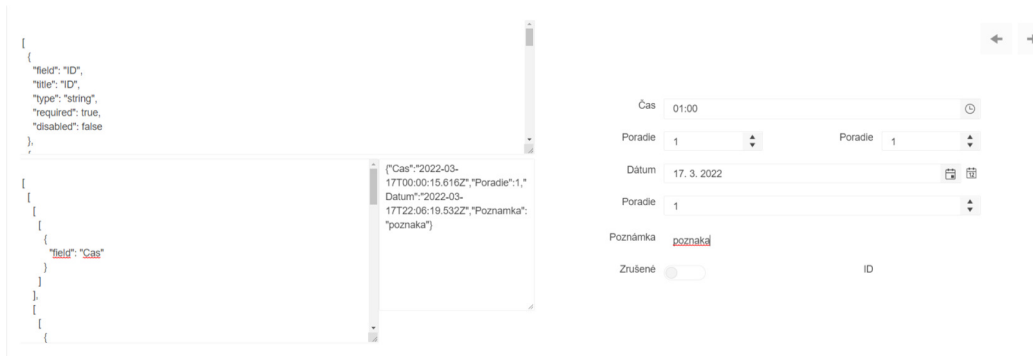 [
{
"field": "ID",
"title": "ID",
"type": "string",
"required": true,
"disabled": false
},
[
[
[
[
{
"field": "Cas"
}
]
],
[
[
{
{"Cas":"2022-03-
17T00:00:15.616Z","Poradie":1,"
Datum":"2022-03-
17T22:06:19.532Z","Poznamka":
"poznaka"}
Čas 01:00
Poradie 1 Poradie 1
Dátum 17. 3. 2022
Poradie 1
Poznámka poznaka
Zrušené ID